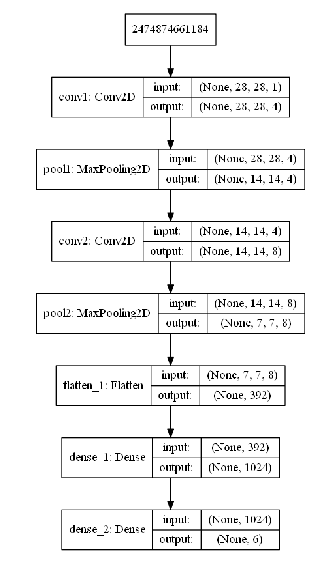 2474874661184
conv1: Conv2D
input: (None, 28, 28, 1)
output: (None, 28, 28, 4)
pool1: MaxPooling2D
input: (None, 28, 28, 4)
output: (None, 14, 14, 4)
conv2: Conv2D
input: (None, 14, 14, 4)
output: (None, 14, 14, 8)
pool2: MaxPooling2D
input: (None, 14, 14, 8)
output: (None, 7, 7, 8)
flatten_1: Flatten
input: (None, 7, 7, 8)
output: (None, 392)
dense_1: Dense
input: (None, 392)
output: (None, 1024)
dense_2: Dense
input: (None, 1024)
output: (None, 6)